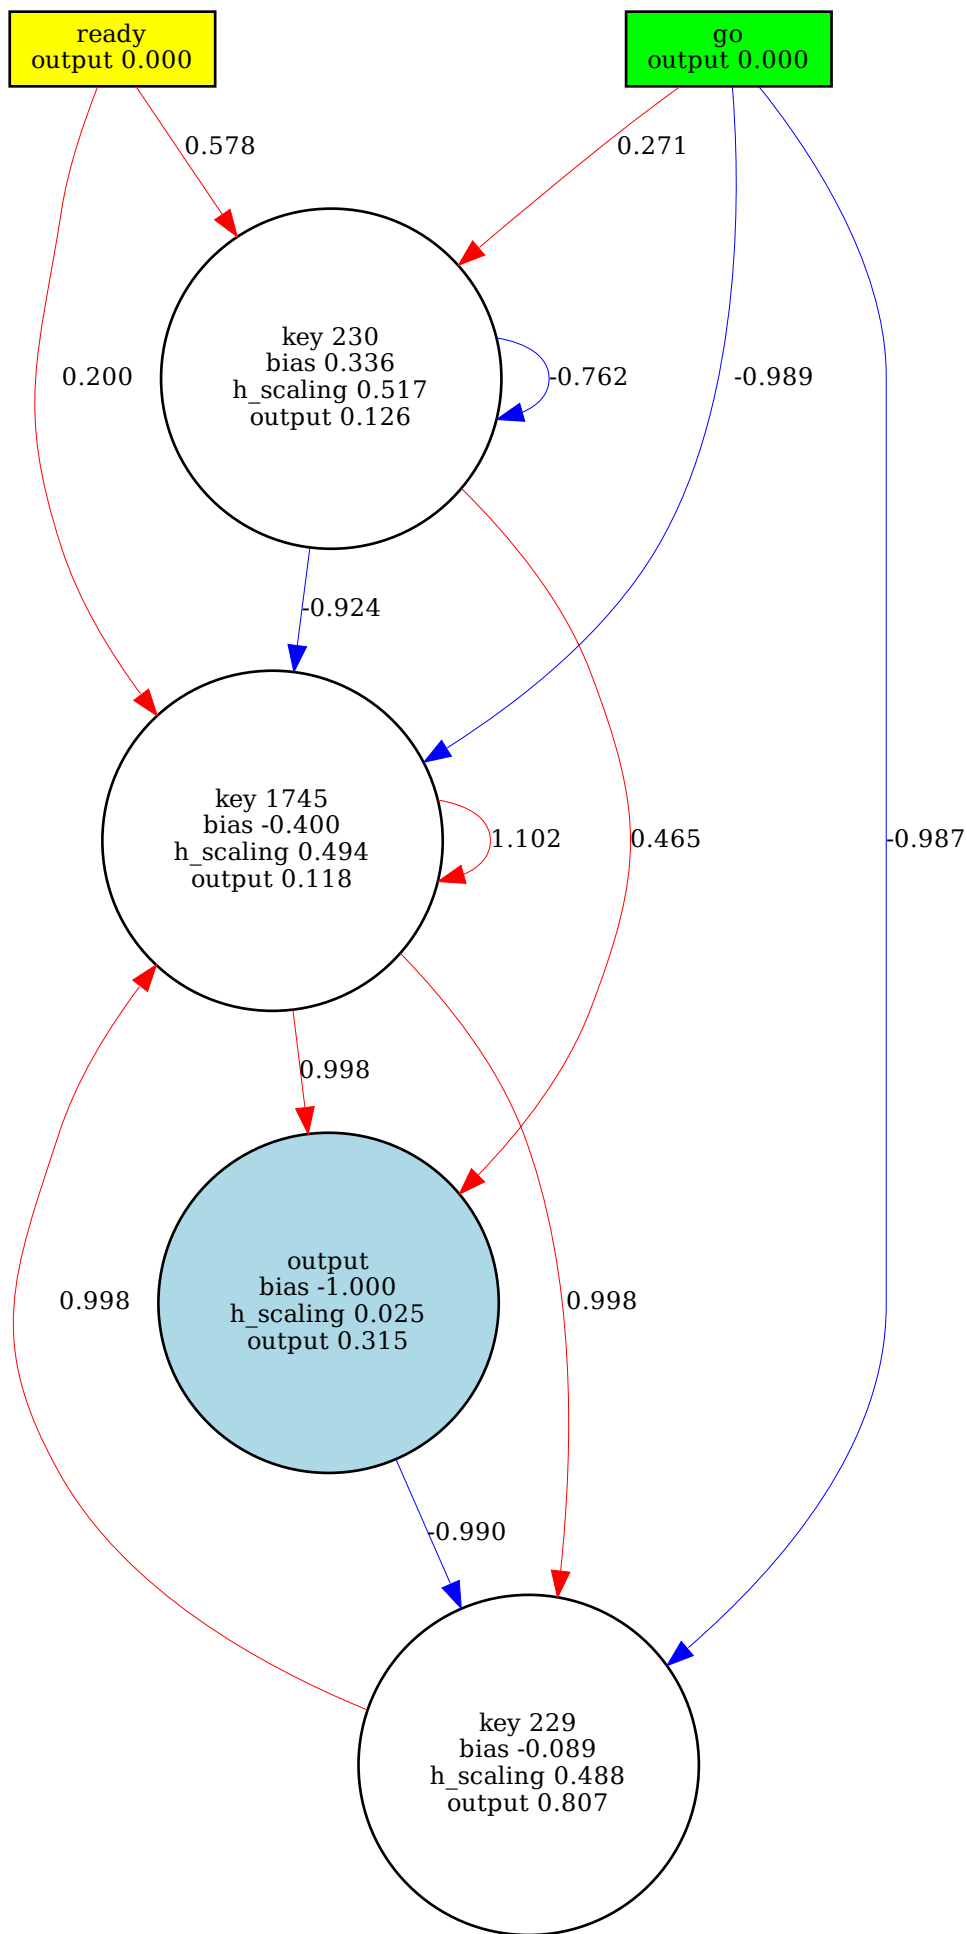 ready
output 0.000
go
output 0.000
0.578
0.271
key 230
bias 0.336
h_scaling 0.517
output 0.126
0.200
-0.762
-0.989
-0.924
key 1745
bias -0.400
h_scaling 0.494
output 0.118
1.102
0.465
-0.987
0.998
output
bias -1.000
h_scaling 0.025
output 0.315
0.998
0.998
-0.990
key 229
bias -0.089
h_scaling 0.488
output 0.807